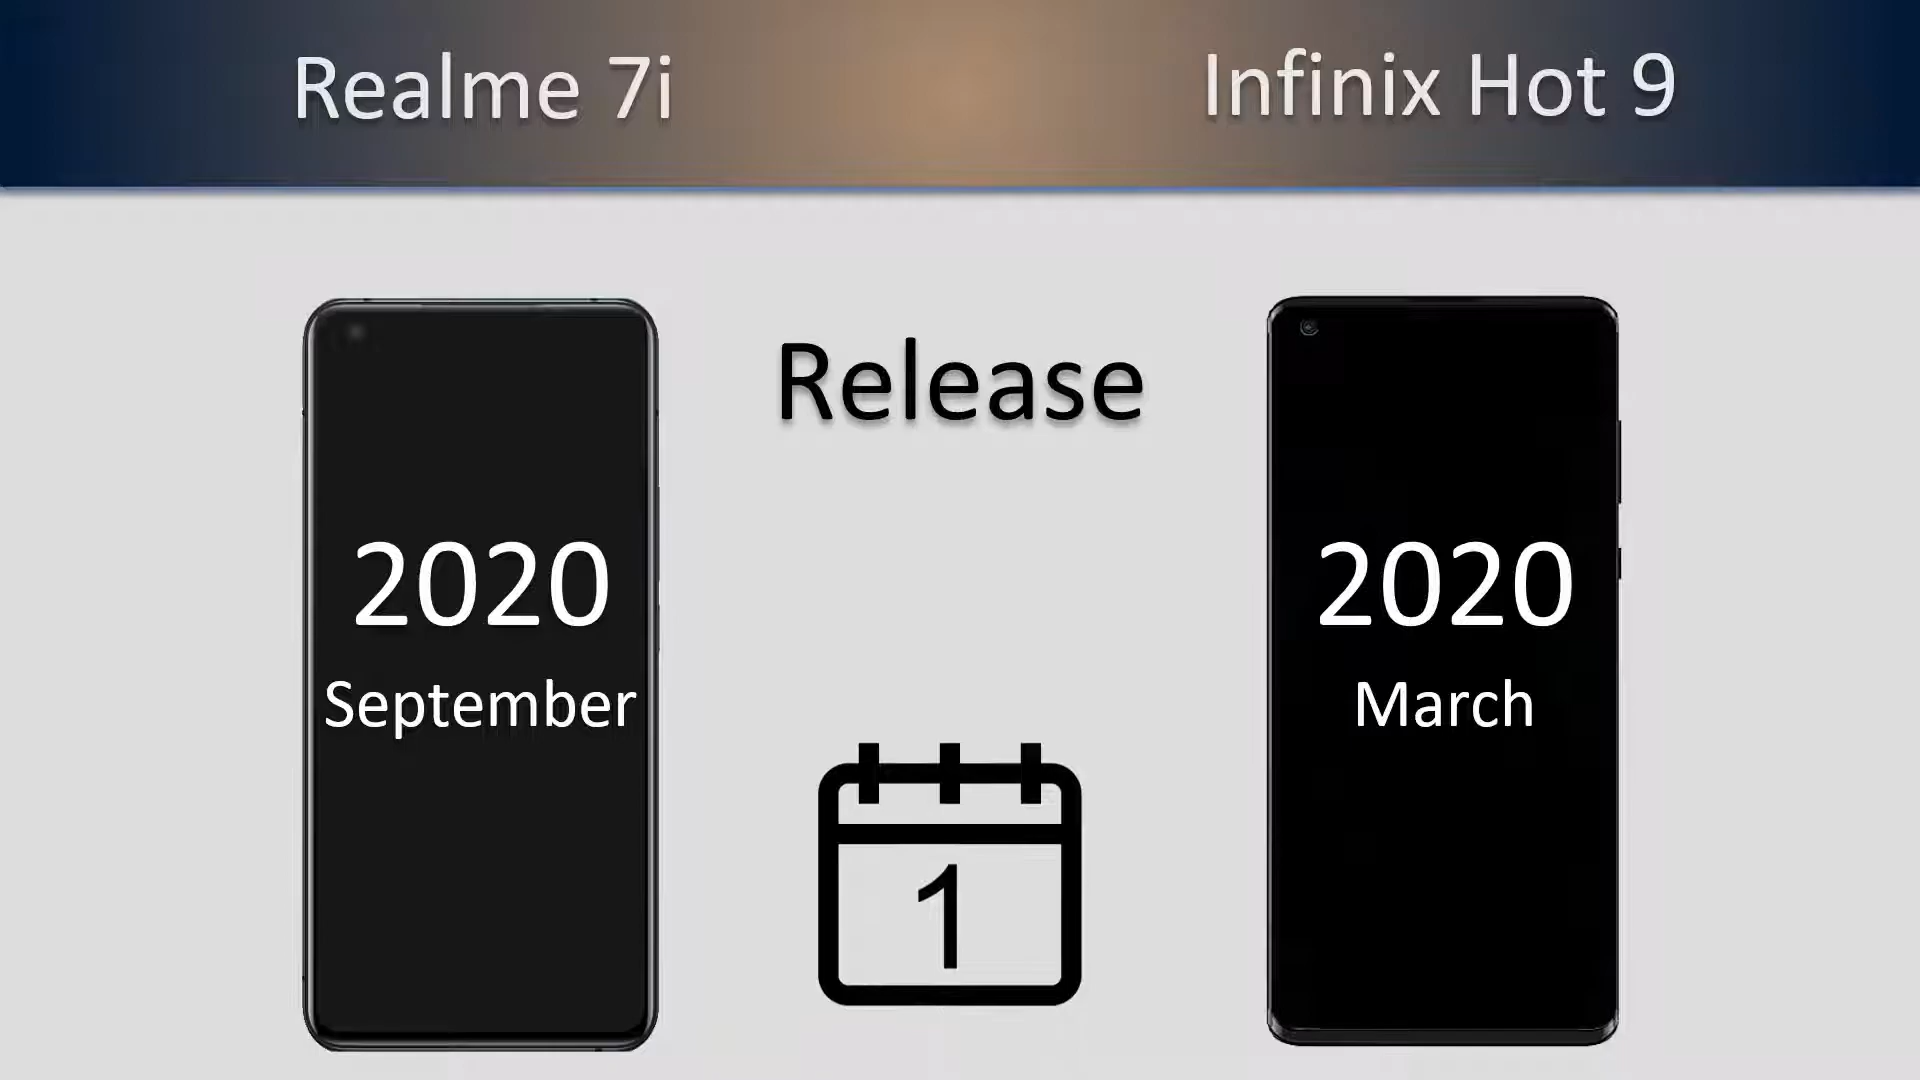 Realme 7i
Infinix Hot 9
Release
2020
September
2020
March
1